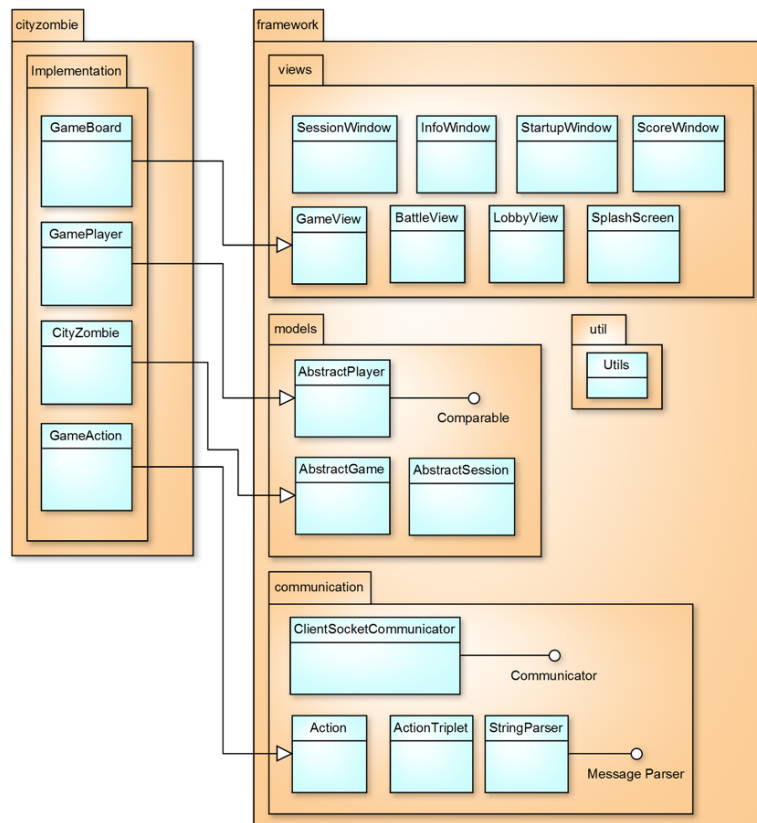 cityzombie
Implementation
GameBoard
GamePlayer
CityZombie
GameAction
framework
views
SessionWindow
InfoWindow
StartupWindow
ScoreWindow
GameView
BattleView
LobbyView
SplashScreen
models
AbstractPlayer
Comparable
AbstractGame
AbstractSession
util
Utils
communication
ClientSocketCommunicator
Communicator
Action
ActionTriplet
StringParser
Message Parser